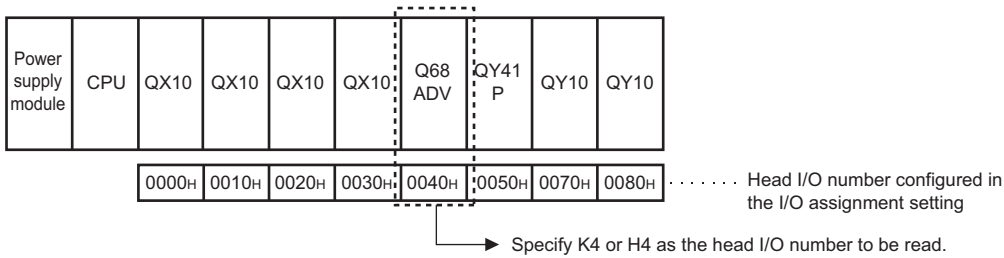 Power
supply
module
CPU
QX10
QX10
QX10
QX10
Q68
ADV
QY41
P
QY10
QY10
0000H
0010H
0020H
0030H
0040H
0050H
0070H
0080H
Head I/O number configured in
the I/O assignment setting
Specify K4 or H4 as the head I/O number to be read.